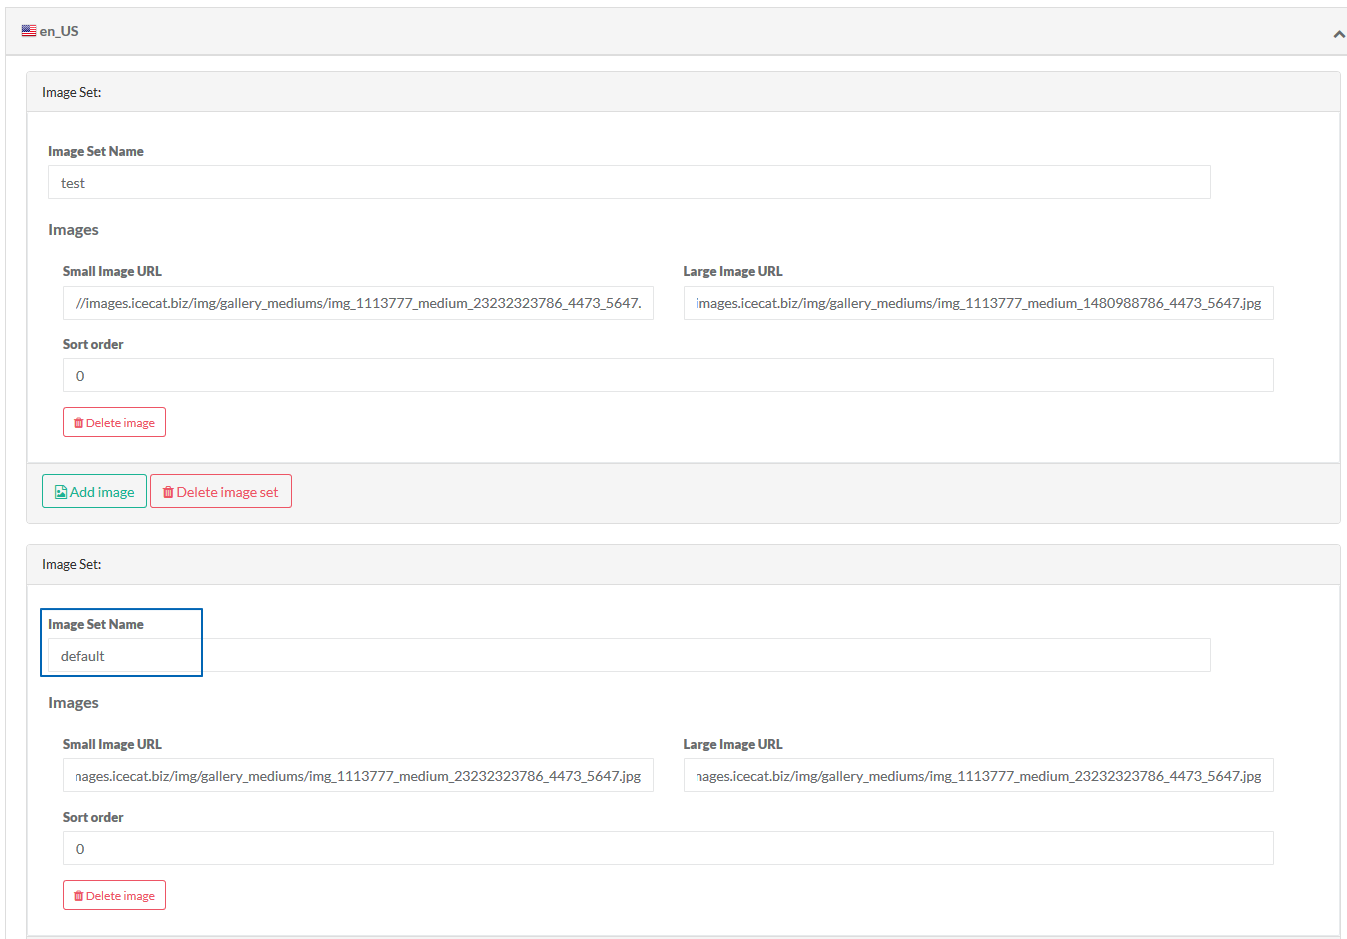 en_US
Image Set:
Image Set Name
test
Images
Small Image URL Large Image URL
//images.icecat.biz/img/gallery_mediums/img_1113777_medium_23232323786_4473_5647. images.icecat.biz/img/gallery_mediums/img_1113777_medium_1480988786_4473_5647.jpg
Sort order
0
Delete image
Add image Delete image set
Image Set:
Image Set Name
default
Images
Small Image URL Large Image URL
mages.icecat.biz/img/gallery_mediums/img_1113777_medium_23232323786_4473_5647.jpg mages.icecat.biz/img/gallery_mediums/img_1113777_medium_23232323786_4473_5647.jpg
Sort order
0
Delete image